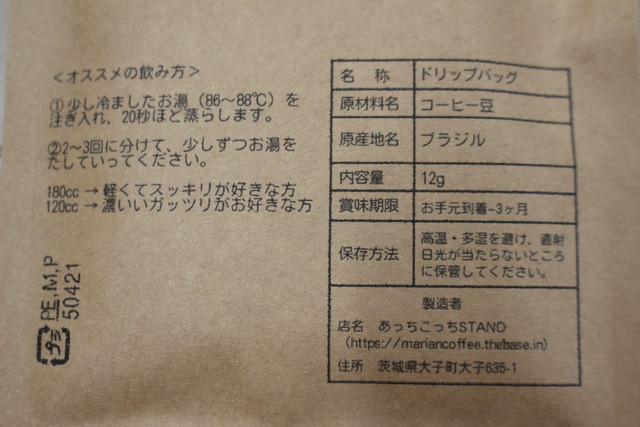 ＜オススメの飲み方＞
①少し冷ましたお湯（86～88℃）を
注ぎ入れ、20秒ほど蒸らします。
②2～3回に分けて、少しずつお湯を
たしていってください。
180cc → 軽くてスッキリが好きな方
120cc → 濃いいガッツリがお好きな方
PE,M,P
50421
プラ
名 称 ドリップバッグ
原材料名 コーヒー豆
原産地名 ブラジル
内容量 12g
賞味期限 お手元到着~3ヶ月
保存方法 高温・多湿を避け、直射
日光が当たらないところ
に保管してください。
製造者
店名 あっちこっちSTAND
（https://mariancoffee.thebase.in）
住所 茨城県大子町大子635-1